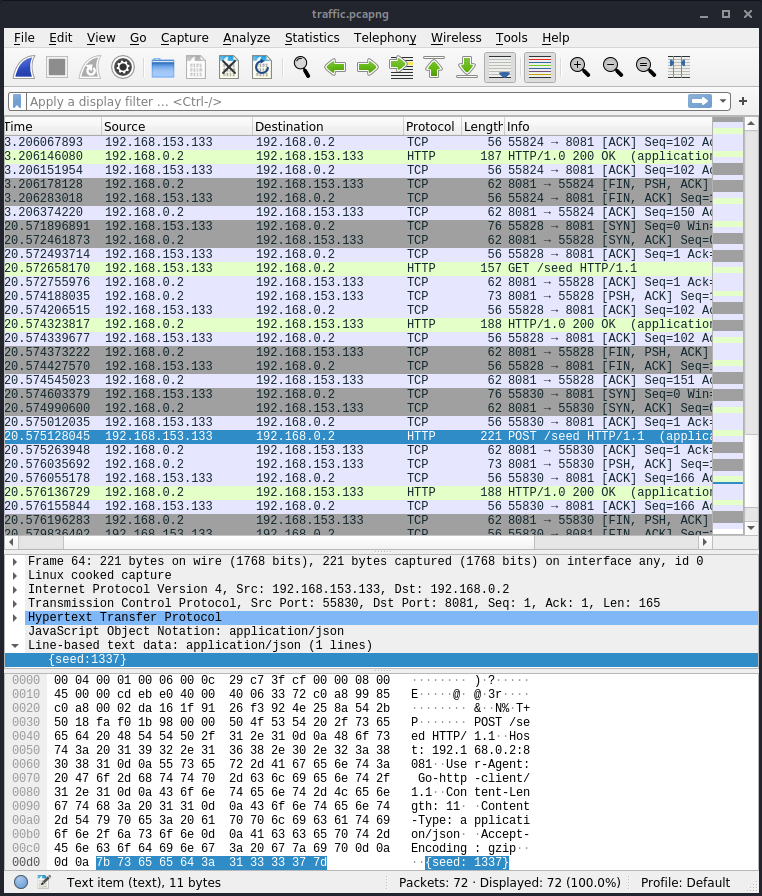 traffic.pcapng
File Edit View Go Capture Analyze Statistics Telephony Wireless Tools Help
Apply a display filter ... <Ctrl-/>
Time Source Destination Protocol Length Info
3.206067893 192.168.153.133 192.168.0.2 TCP 56 55824 → 8081 [ACK] Seq=102 Ac
3.206146080 192.168.0.2 192.168.153.133 HTTP 187 HTTP/1.0 200 OK (application
3.206151954 192.168.153.133 192.168.0.2 TCP 56 55824 → 8081 [ACK] Seq=102 Ac
3.206178128 192.168.0.2 192.168.153.133 TCP 62 8081 → 55824 [FIN, PSH, ACK]
3.206283018 192.168.153.133 192.168.0.2 TCP 56 55824 → 8081 [FIN, ACK] Seq=
3.206374220 192.168.0.2 192.168.153.133 TCP 62 8081 → 55824 [ACK] Seq=150 Ac
20.571896891 192.168.153.133 192.168.0.2 TCP 76 55828 → 8081 [SYN] Seq=0 Win=
20.572461873 192.168.0.2 192.168.153.133 TCP 62 8081 → 55828 [SYN, ACK] Seq=
20.572493714 192.168.153.133 192.168.0.2 TCP 56 55828 → 8081 [ACK] Seq=1 Ack=
20.572658170 192.168.153.133 192.168.0.2 HTTP 157 GET /seed HTTP/1.1
20.572755976 192.168.0.2 192.168.153.133 TCP 62 8081 → 55828 [ACK] Seq=1 Ack=
20.574188035 192.168.0.2 192.168.153.133 TCP 73 8081 → 55828 [PSH, ACK] Seq=
20.574206515 192.168.153.133 192.168.0.2 TCP 56 55828 → 8081 [ACK] Seq=102 Ac
20.574323817 192.168.0.2 192.168.153.133 HTTP 188 HTTP/1.0 200 OK (application
20.574339677 192.168.153.133 192.168.0.2 TCP 56 55828 → 8081 [ACK] Seq=102 Ac
20.574373222 192.168.0.2 192.168.153.133 TCP 62 8081 → 55828 [FIN, PSH, ACK]
20.574427570 192.168.153.133 192.168.0.2 TCP 56 55828 → 8081 [FIN, ACK] Seq=
20.574545023 192.168.0.2 192.168.153.133 TCP 62 8081 → 55828 [ACK] Seq=151 Ac
20.574603379 192.168.153.133 192.168.0.2 TCP 76 55830 → 8081 [SYN] Seq=0 Win=
20.574990600 192.168.0.2 192.168.153.133 TCP 62 8081 → 55830 [SYN, ACK] Seq=
20.575012035 192.168.153.133 192.168.0.2 TCP 56 55830 → 8081 [ACK] Seq=1 Ack=
20.575128045 192.168.153.133 192.168.0.2 HTTP 221 POST /seed HTTP/1.1 (applica
20.575263948 192.168.0.2 192.168.153.133 TCP 62 8081 → 55830 [ACK] Seq=1 Ack=
20.576035692 192.168.0.2 192.168.153.133 TCP 73 8081 → 55830 [PSH, ACK] Seq=
20.576055178 192.168.153.133 192.168.0.2 TCP 56 55830 → 8081 [ACK] Seq=166 Ac
20.576136729 192.168.0.2 192.168.153.133 HTTP 188 HTTP/1.0 200 OK (application
20.576155844 192.168.153.133 192.168.0.2 TCP 56 55830 → 8081 [ACK] Seq=166 Ac
20.576196283 192.168.0.2 192.168.153.133 TCP 62 8081 → 55830 [FIN, PSH, ACK]
20.579836402 192.168.153.133 192.168.0.2 TCP 56 55830 → 8081 [FIN, ACK] Seq=
Frame 64: 221 bytes on wire (1768 bits), 221 bytes captured (1768 bits) on interface any, id 0
Linux cooked capture
Internet Protocol Version 4, Src: 192.168.153.133, Dst: 192.168.0.2
Transmission Control Protocol, Src Port: 55830, Dst Port: 8081, Seq: 1, Ack: 1, Len: 165
Hypertext Transfer Protocol
JavaScript Object Notation: application/json
Line-based text data: application/json (1 lines)
{seed:1337}
0000 00 04 00 01 00 06 00 0c 29 c7 3f cf 00 00 08 00 ········ )·?·····
0010 45 00 00 cd eb e0 40 00 40 06 33 72 c0 a8 99 85 E·····@· @·3r····
0020 c0 a8 00 02 da 16 1f 91 26 f3 92 4e 25 8a 54 2b ········ &··N%·T+
0030 50 18 fa f0 1b 98 00 00 50 4f 53 54 20 2f 73 65 P······· POST /se
0040 65 64 20 48 54 54 50 2f 31 2e 31 0d 0a 48 6f 73 ed HTTP/ 1.1··Hos
0050 74 3a 20 31 39 32 2e 31 36 38 2e 30 2e 32 3a 38 t: 192.1 68.0.2:8
0060 30 38 31 0d 0a 55 73 65 72 2d 41 67 65 6e 74 3a 081··Use r-Agent:
0070 20 47 6f 2d 68 74 74 70 2d 63 6c 69 65 6e 74 2f Go-http -client/
0080 31 2e 31 0d 0a 43 6f 6e 74 65 6e 74 2d 4c 65 6e 1.1··Con tent-Len
0090 67 74 68 3a 20 31 31 0d 0a 43 6f 6e 74 65 6e 74 gth: 11· ·Content
00a0 2d 54 79 70 65 3a 20 61 70 70 6c 69 63 61 74 69 -Type: a pplicati
00b0 6f 6e 2f 6a 73 6f 6e 0d 0a 41 63 63 65 70 74 2d on/json· ·Accept-
00c0 45 6e 63 6f 64 69 6e 67 3a 20 67 7a 69 70 0d 0a Encoding : gzip··
00d0 0d 0a 7b 73 65 65 64 3a 31 33 33 37 7d ··{seed: 1337}
Text item (text), 11 bytes Packets: 72 · Displayed: 72 (100.0%) Profile: Default